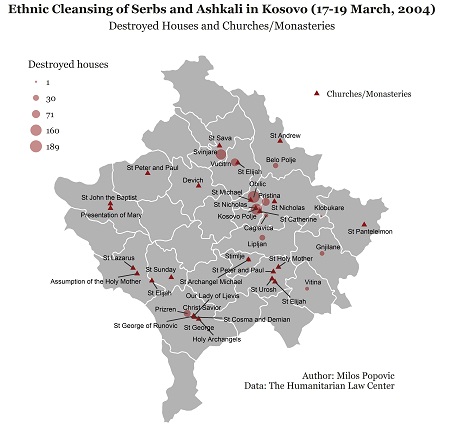 Ethnic Cleansing of Serbs and Ashkali in Kosovo (17-19 March, 2004)
Destroyed Houses and Churches/Monasteries
Destroyed houses
1
30
71
160
189
Churches/Monasteries
St Andrew
St Sava
Svinjare
Vucitrn
Belo Polje
St Elijah
St Peter and Paul
Devich
Obilic
St Michael
Pristina
St John the Baptist
St Nicholas
St Nicholas
Klobukare
Presentation of Mary
Kosovo Polje
St Catherine
Caglavica
St Panteleimon
Lipljan
Gnjilane
St Lazarus
Stimlje
St Holy Mother
St Sunday
St Peter and Paul
Assumption of the Holy Mother
St Archangel Michael
St Elijah
St Urosh
Vitina
Our Lady of Ljevis
St Elijah
Prizren
Christ Savior
St Cosma and Demian
St George of Runovic
St George
Holy Archangels
Author: Milos Popovic
Data: The Humanitarian Law Center